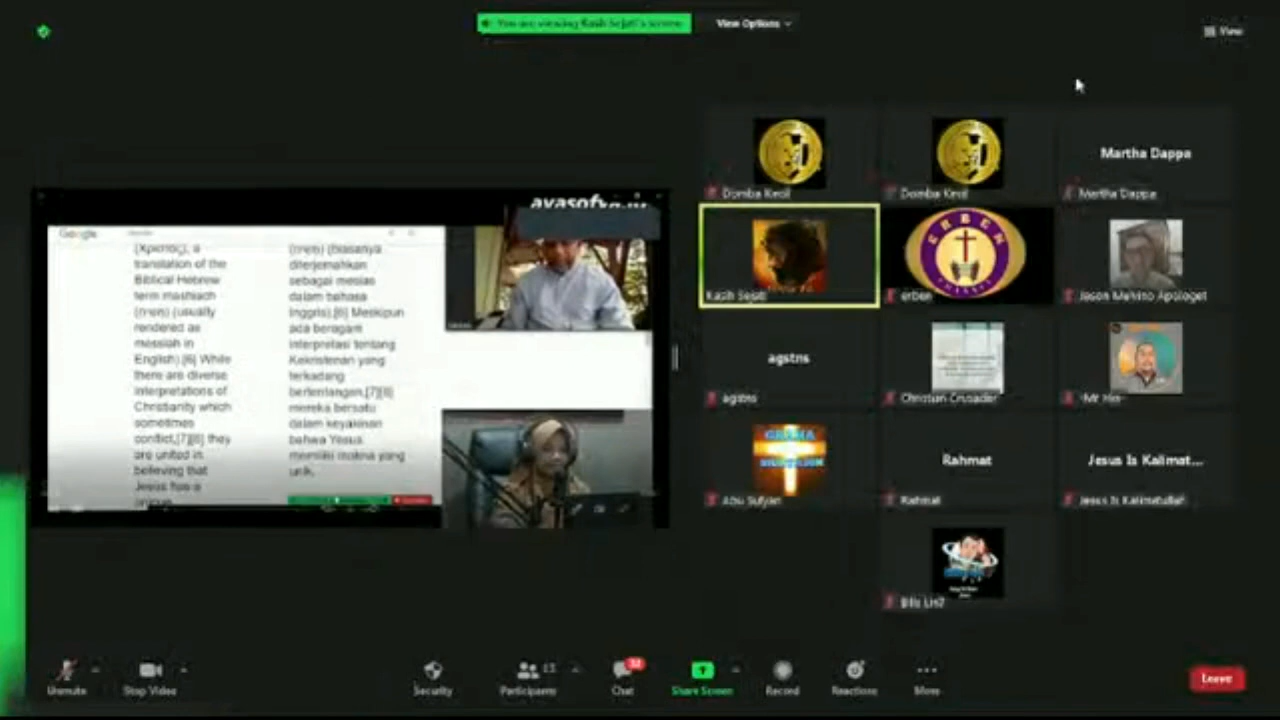 You are viewing Kasih Sejati's screen
View Options
View
Google
(Χριστός), a
translation of the
Biblical Hebrew
term mashiach
(usually
rendered as
messiah in
English).[6] While
there are diverse
interpretations of
Christianity which
sometimes
conflict,[7][8] they
are united in
believing that
Jesus has a
unique
(biasanya
diterjemahkan
sebagai mesias
dalam bahasa
Inggris).[6] Meskipun
ada beragam
interpretasi tentang
Kekristenan yang
terkadang
bertentangan,[7][8]
mereka bersatu
dalam keyakinan
bahwa Yesus
memiliki makna yang
unik.
Domba Kecil
Domba Kecil
Martha Dappa
Martha Dappa
Kasih Sejati
ERBEN
erben
Jason Melvino Apologet
agstns
agstns
Christian Crusader
Abu Sufyan
Rahmat
Rahmat
Jesus Is Kalimat...
Jesus Is Kalimatullah
Unmute
Stop Video
Security
Participants
13
Chat
Share Screen
Record
Reactions
More
Leave